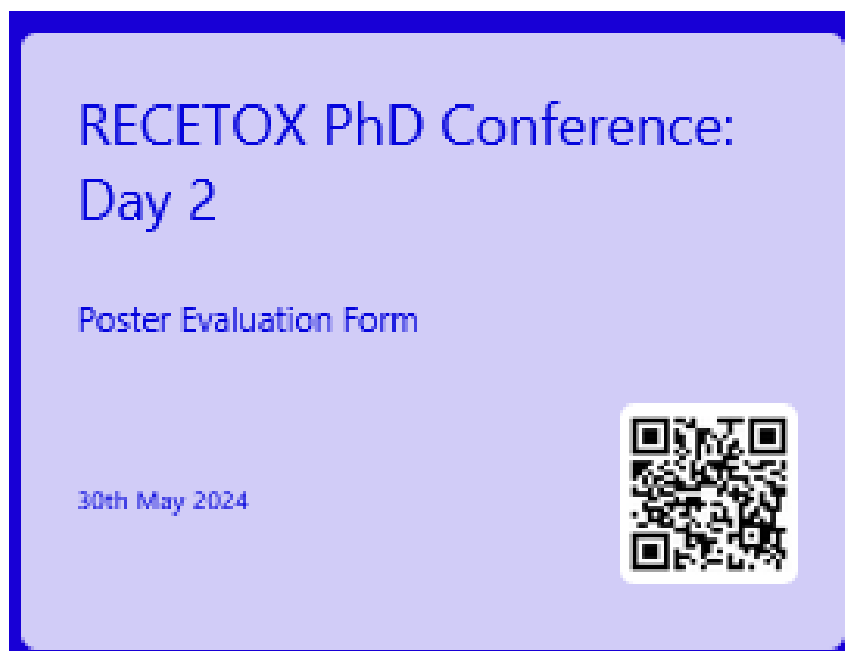 RECETOX PhD Conference:
Day 2
Poster Evaluation Form
30th May 2024